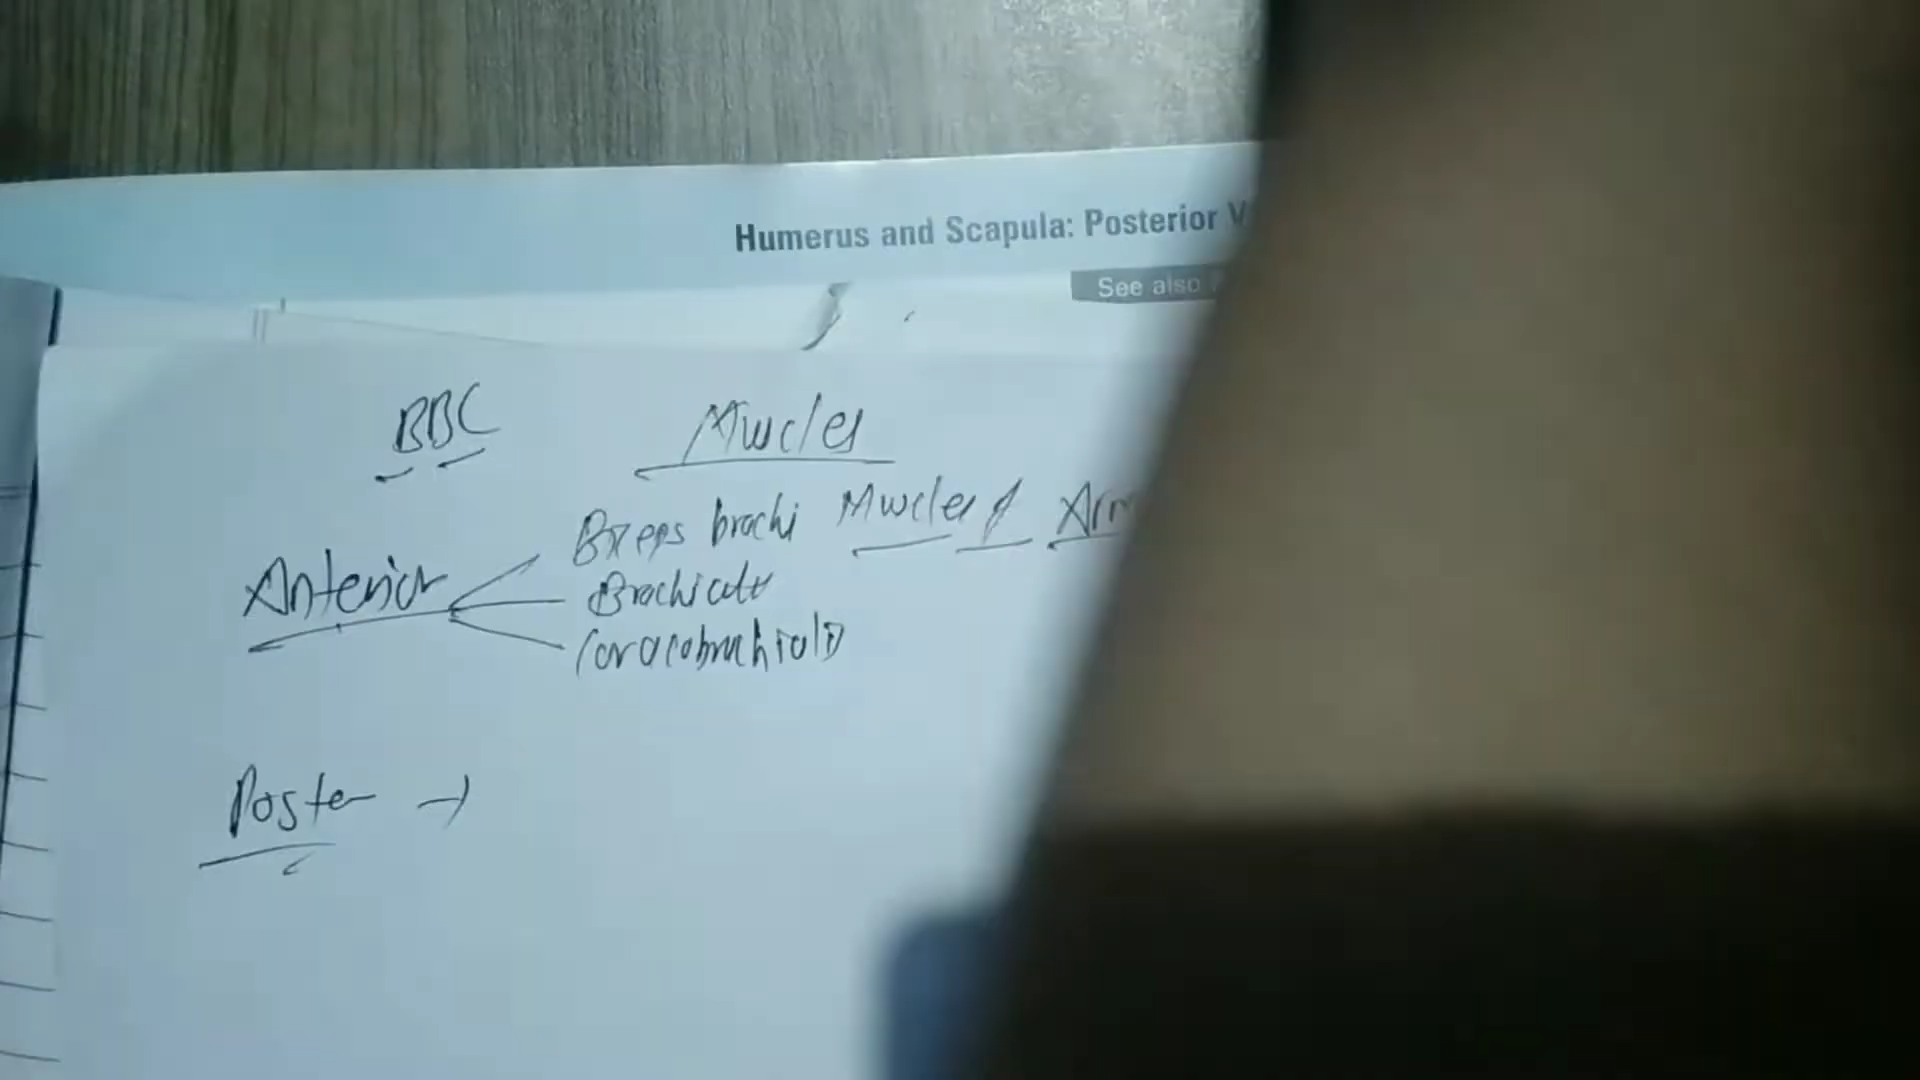 Humerus and Scapula: Posterior V
See also
BBC
Muscles
Biceps brachi Muscles of Arm
Anterior
Brachialis
Coracobrachialis
Poster →